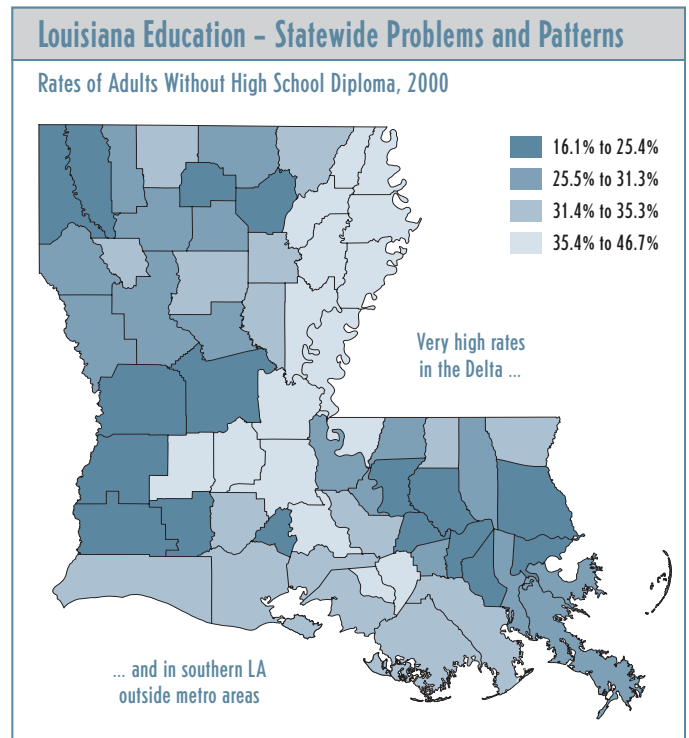 Louisiana Education – Statewide Problems and Patterns
Rates of Adults Without High School Diploma, 2000
16.1% to 25.4%
25.5% to 31.3%
31.4% to 35.3%
35.4% to 46.7%
Very high rates
in the Delta ...
... and in southern LA
outside metro areas